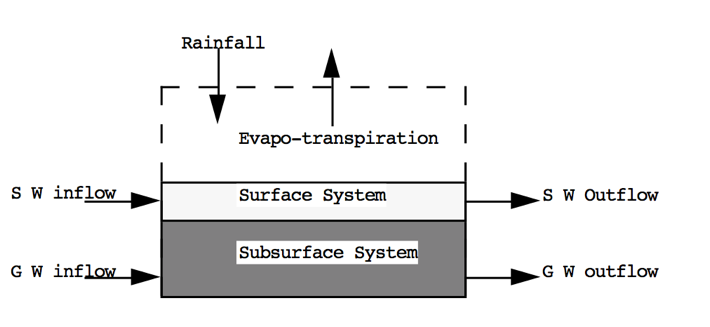 Rainfall
Evapo-transpiration
S W inflow
Surface System
S W Outflow
Subsurface System
G W inflow
G W outflow